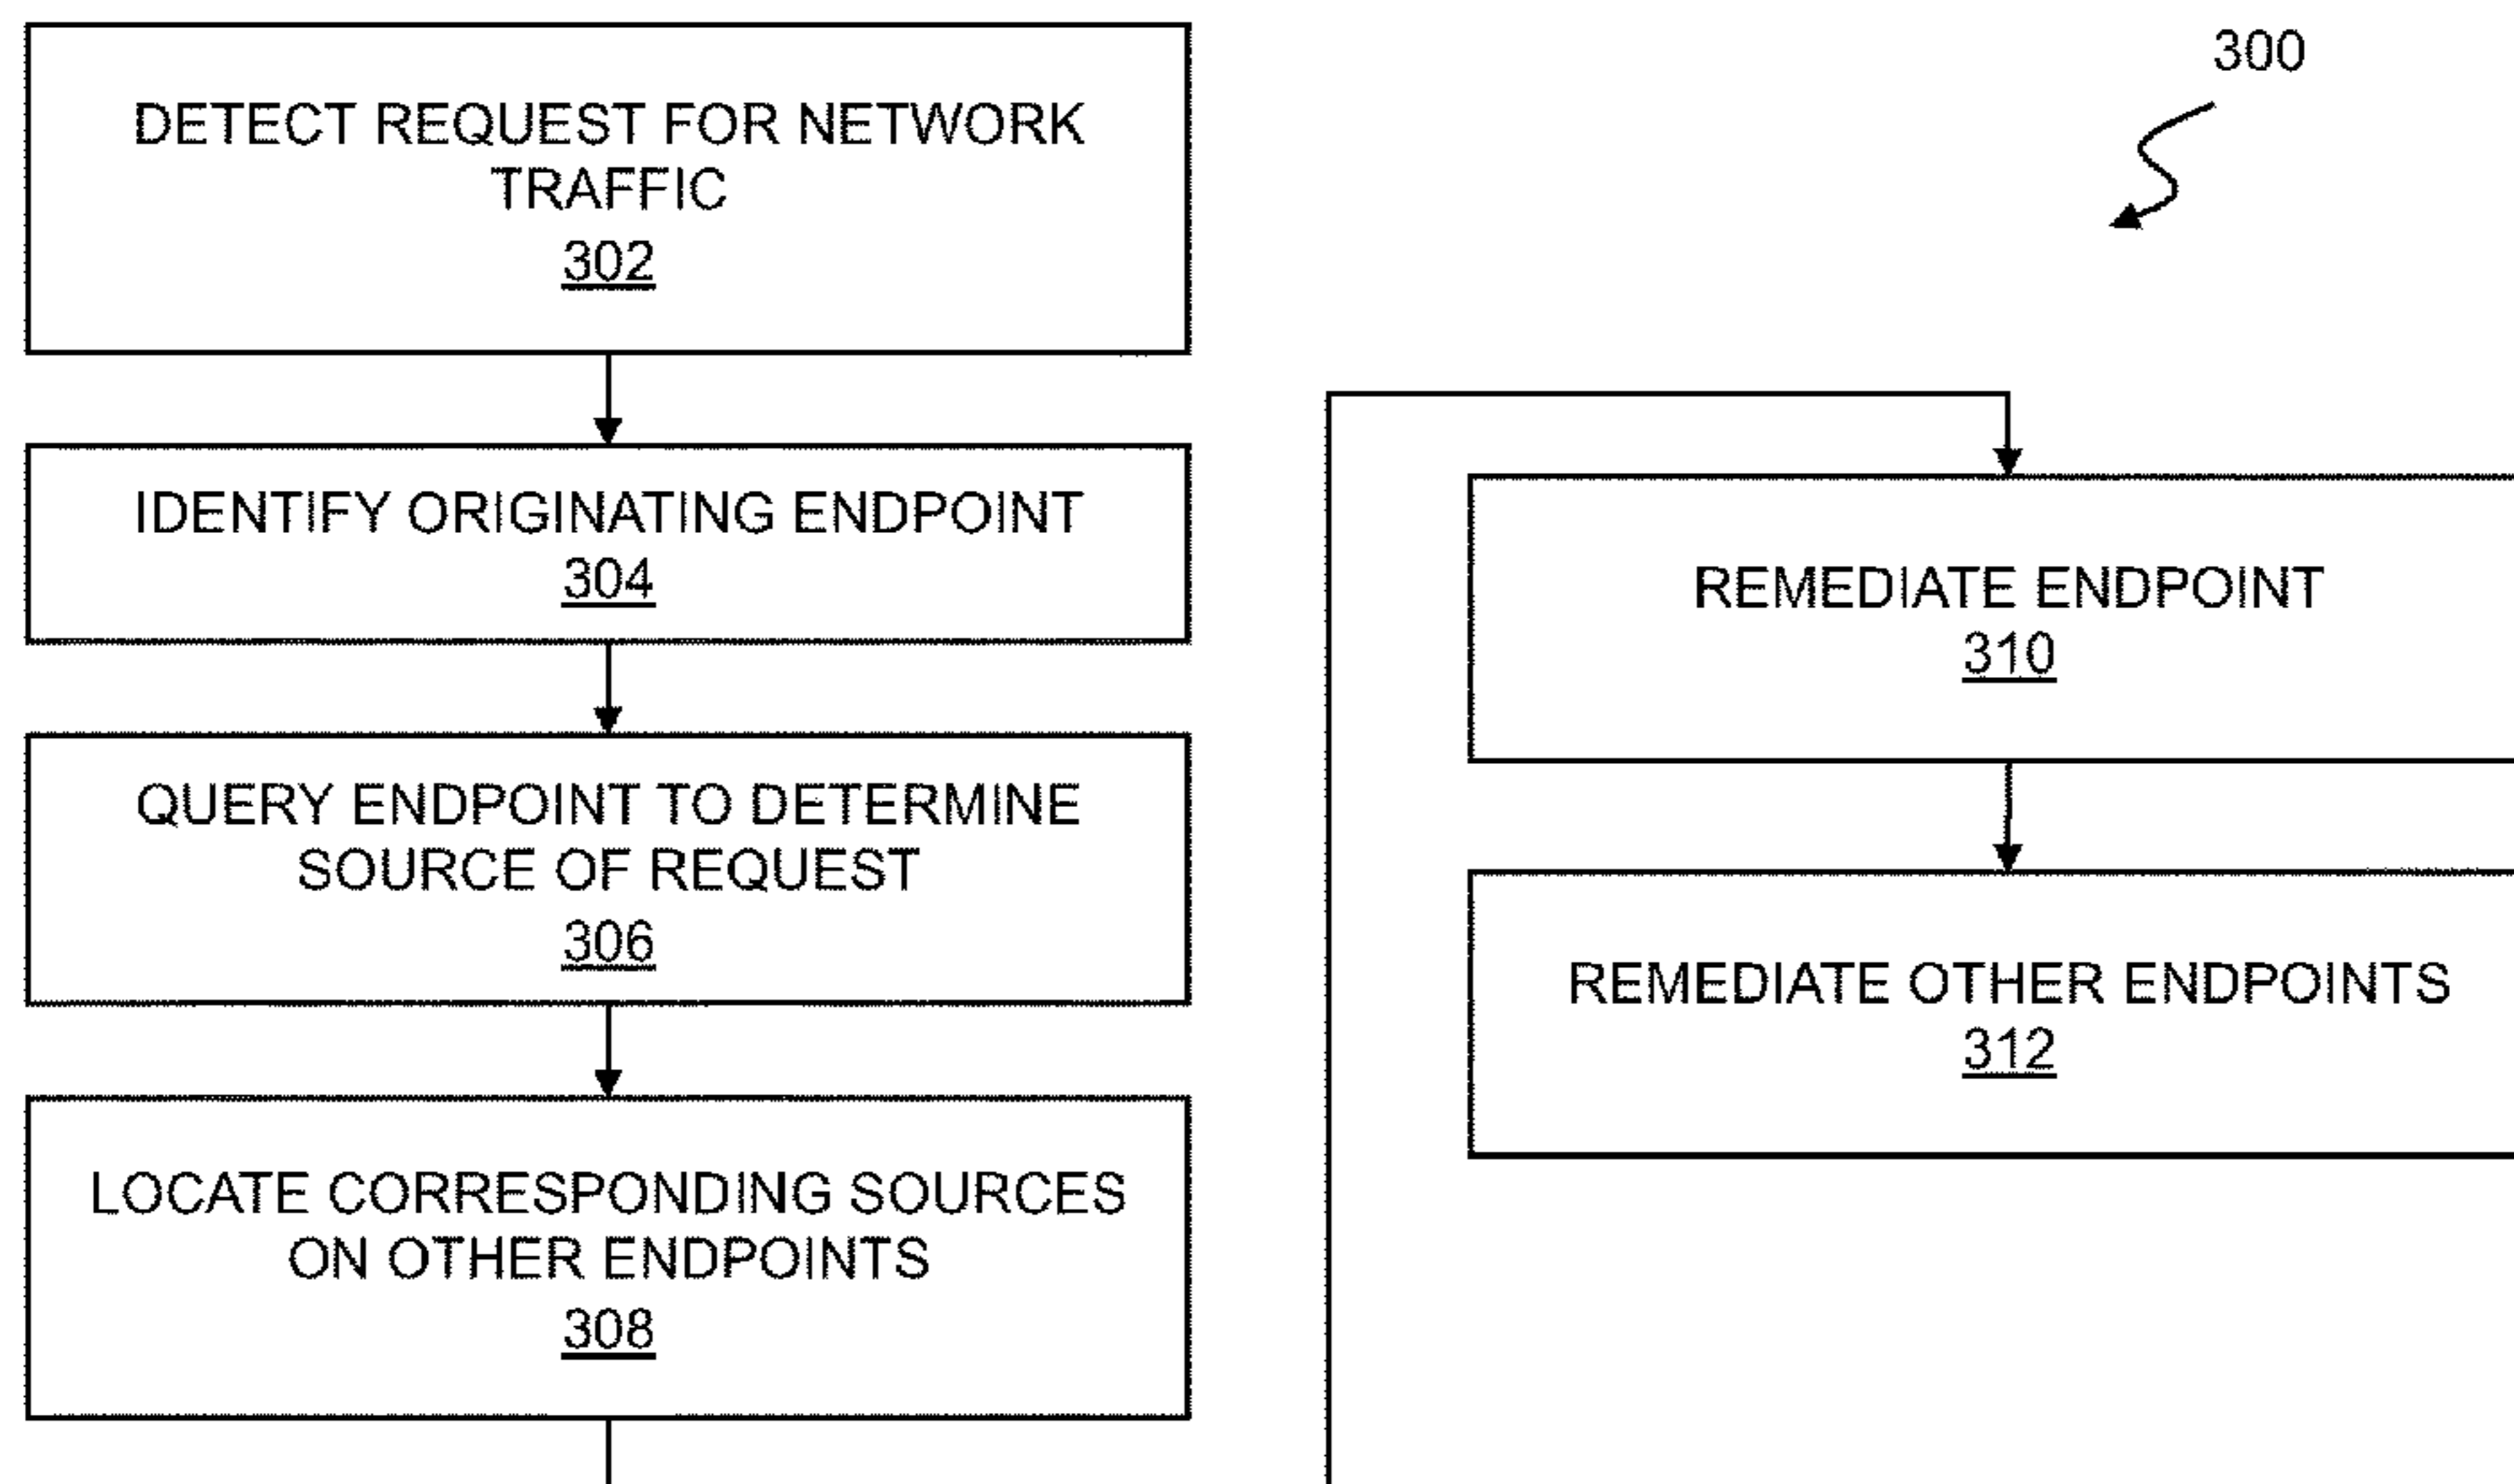 DETECT REQUEST FOR NETWORK
TRAFFIC
302
IDENTIFY ORIGINATING ENDPOINT
304
QUERY ENDPOINT TO DETERMINE
SOURCE OF REQUEST
306
LOCATE CORRESPONDING SOURCES
ON OTHER ENDPOINTS
308
300
REMEDIATE ENDPOINT
310
REMEDIATE OTHER ENDPOINTS
312